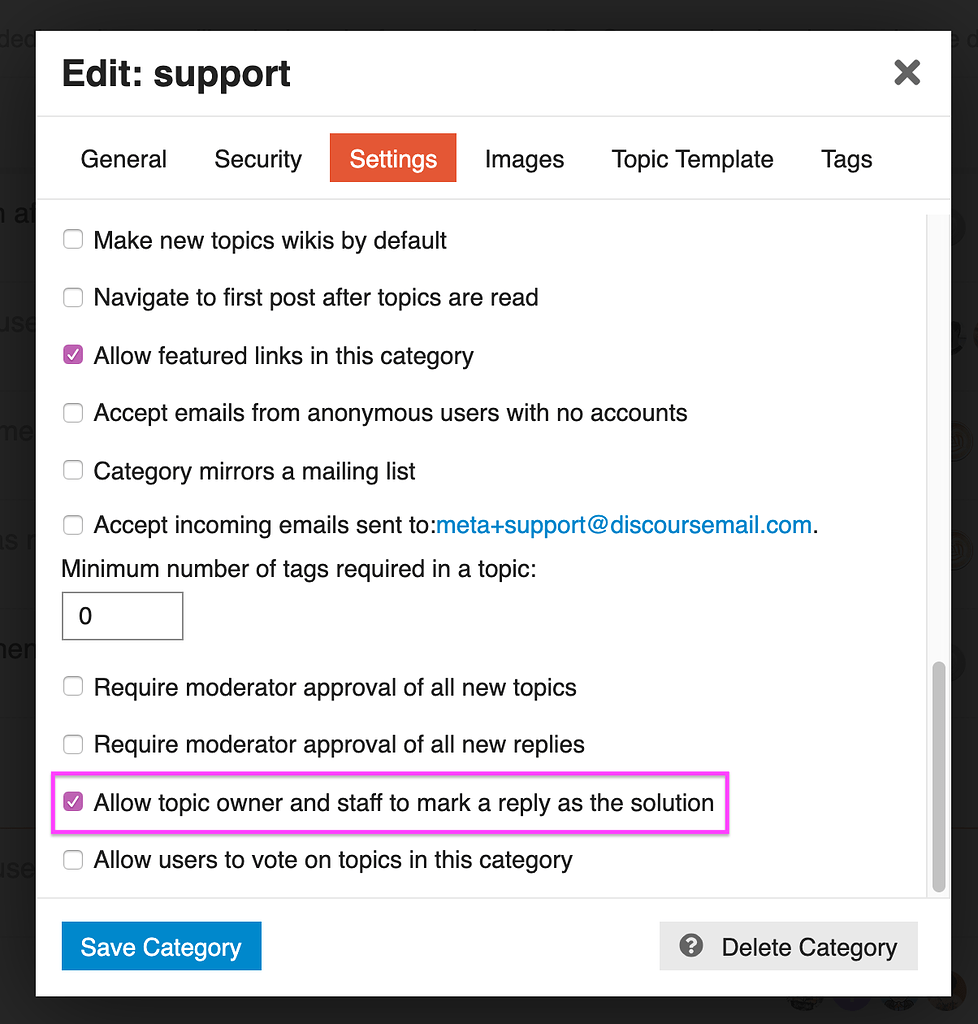 Edit: support
General Security Settings Images Topic Template Tags
Make new topics wikis by default
Navigate to first post after topics are read
Allow featured links in this category
Accept emails from anonymous users with no accounts
Category mirrors a mailing list
Accept incoming emails sent to:meta+support@discoursemail.com.
Minimum number of tags required in a topic:
0
Require moderator approval of all new topics
Require moderator approval of all new replies
Allow topic owner and staff to mark a reply as the solution
Allow users to vote on topics in this category
Save Category Delete Category